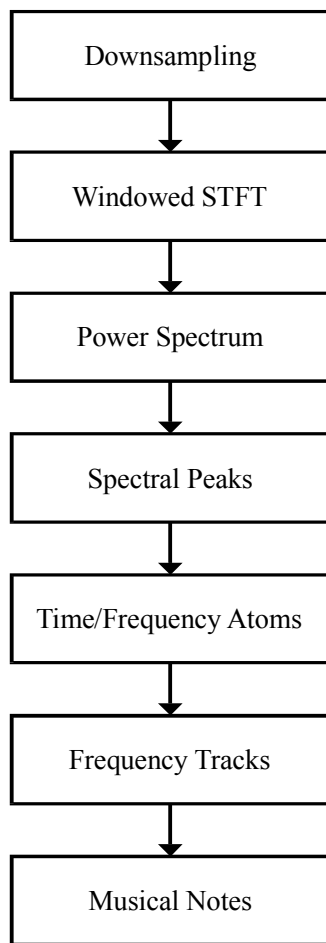 Downsampling
Windowed STFT
Power Spectrum
Spectral Peaks
Time/Frequency Atoms
Frequency Tracks
Musical Notes